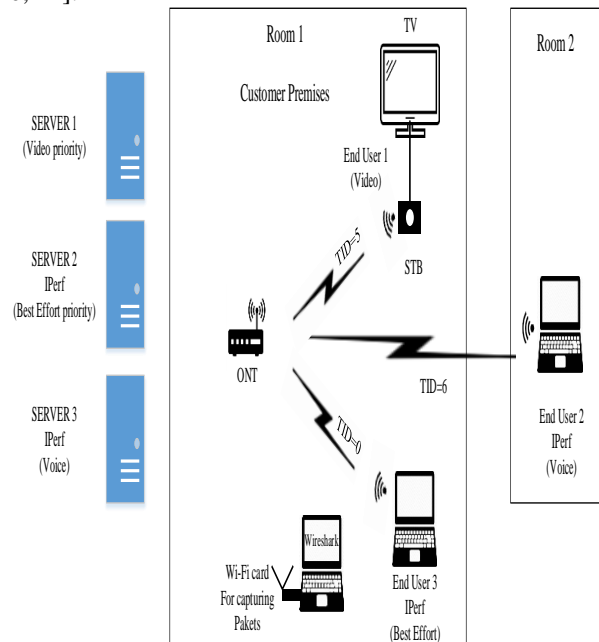 Room 1
TV
Room 2
Customer Premises
SERVER 1
(Video priority)
End User 1
(Video)
STB
TID=5
SERVER 2
IPerf
(Best Effort priority)
ONT
TID=6
End User 2
IPerf
(Voice)
SERVER 3
IPerf
(Voice)
TID=0
Wireshark
Wi-Fi card
For capturing
Pakets
End User 3
IPerf
(Best Effort)